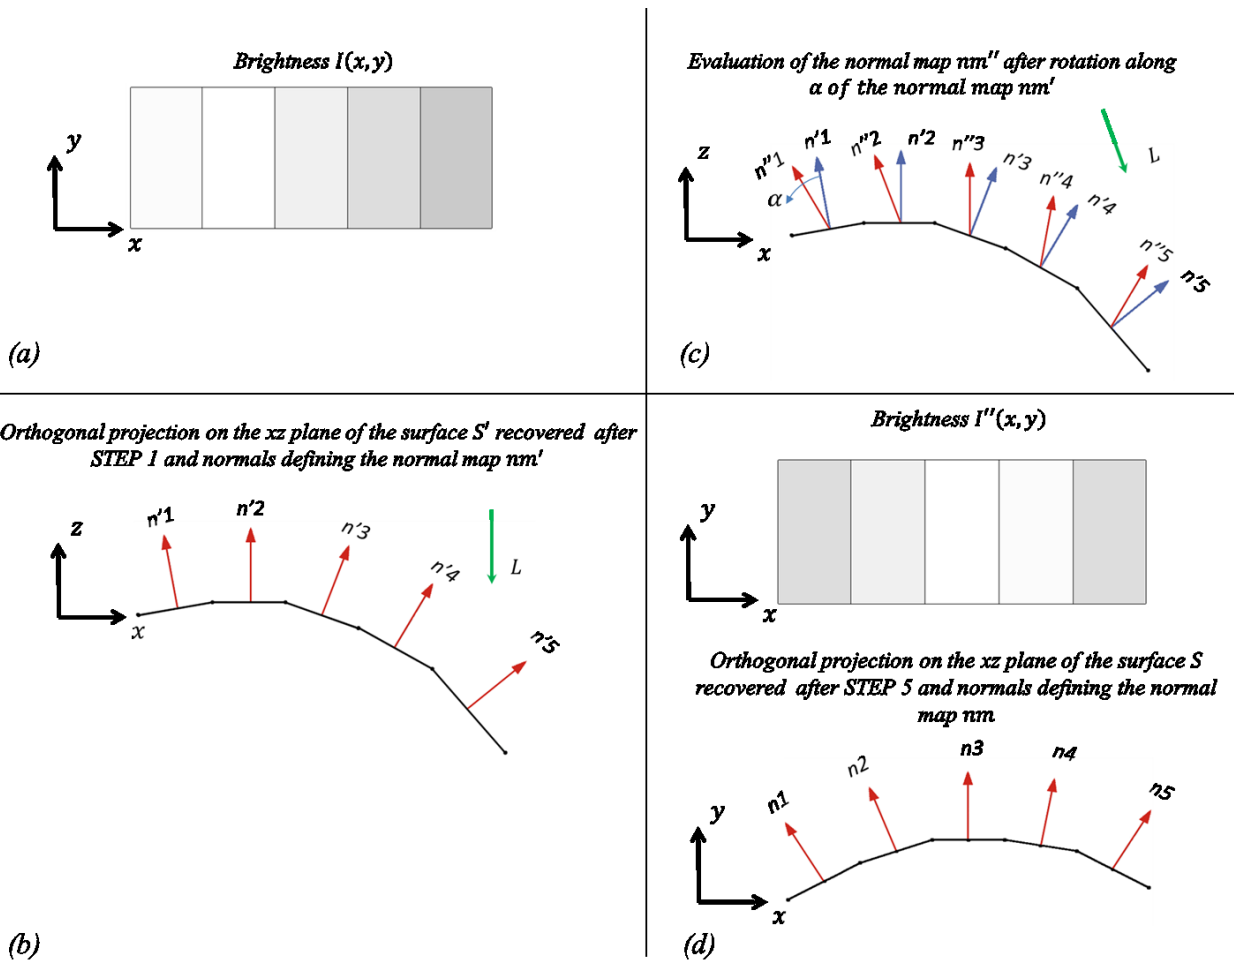 Brightness I(x, y)
y
x
(a)
Evaluation of the normal map nm'' after rotation along
α of the normal map nm'
L
z
n''1
n'1
n''2
n'2
n''3
n'3
n''4
n'4
α
x
n''5
n'5
(c)
Orthogonal projection on the xz plane of the surface S' recovered after
STEP 1 and normals defining the normal map nm'
z
n'1
n'2
n'3
n'4
L
x
n'5
(b)
Brightness I''(x, y)
y
x
Orthogonal projection on the xz plane of the surface S
recovered after STEP 5 and normals defining the normal
map nm
n1
n2
n3
n4
n5
y
x
(d)